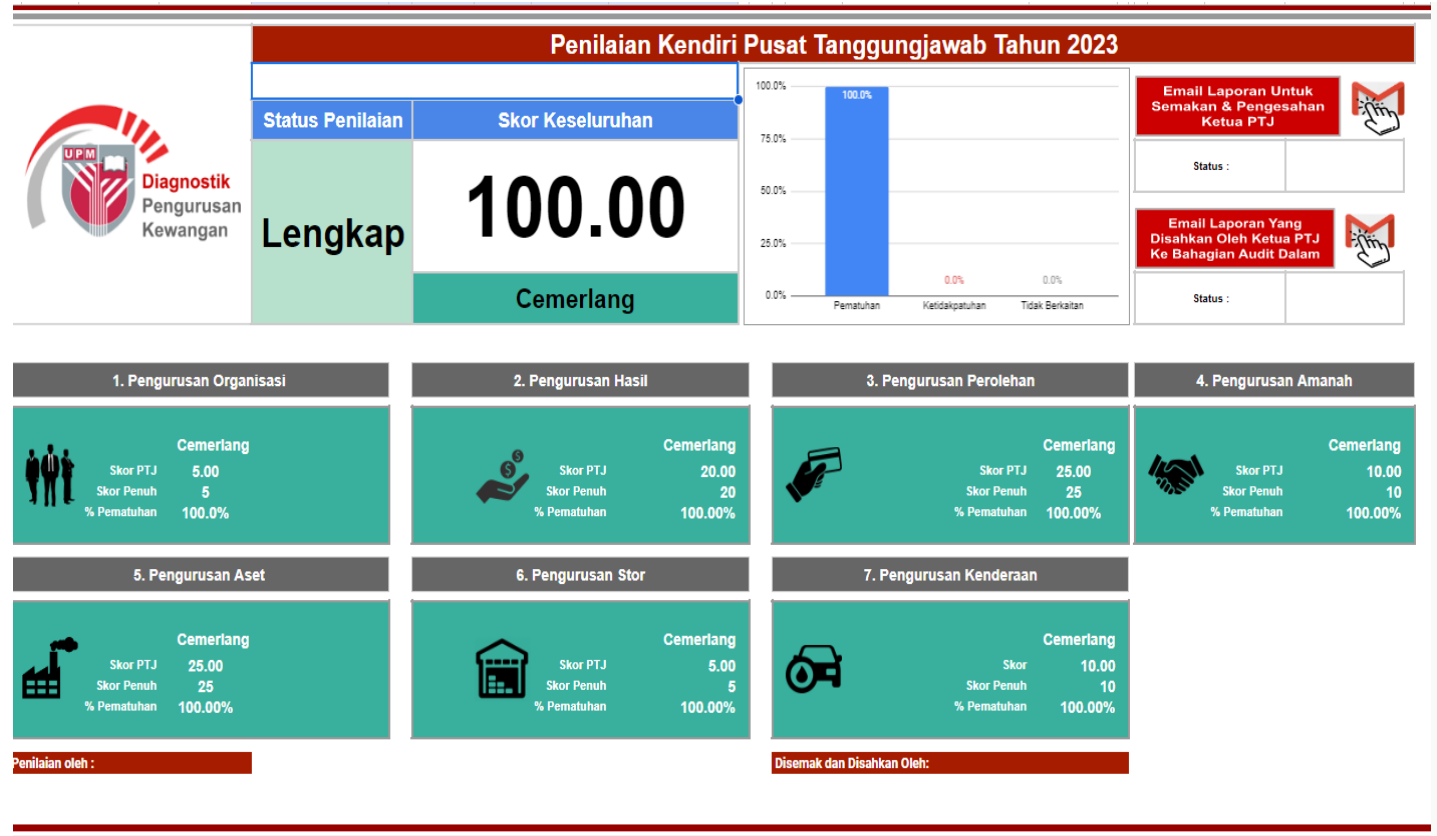 Penilaian Kendiri Pusat Tanggungjawab Tahun 2023
UPM
Diagnostik
Pengurusan
Kewangan
Status Penilaian
Skor Keseluruhan
Lengkap
100.00
Cemerlang
100.0%
75.0%
50.0%
25.0%
0.0%
100.0%
0.0%
0.0%
Pematuhan
Ketidakpatuhan
Tidak Berkaitan
Email Laporan Untuk
Semakan & Pengesahan
Ketua PTJ
Status :
Email Laporan Yang
Disahkan Oleh Ketua PTJ
Ke Bahagian Audit Dalam
Status :
1. Pengurusan Organisasi
Cemerlang
Skor PTJ 5.00
Skor Penuh 5
% Pematuhan 100.0%
2. Pengurusan Hasil
Cemerlang
Skor PTJ 20.00
Skor Penuh 20
% Pematuhan 100.00%
3. Pengurusan Perolehan
Cemerlang
Skor PTJ 25.00
Skor Penuh 25
% Pematuhan 100.00%
4. Pengurusan Amanah
Cemerlang
Skor PTJ 10.00
Skor Penuh 10
% Pematuhan 100.00%
5. Pengurusan Aset
Cemerlang
Skor PTJ 25.00
Skor Penuh 25
% Pematuhan 100.00%
6. Pengurusan Stor
Cemerlang
Skor PTJ 5.00
Skor Penuh 5
% Pematuhan 100.00%
7. Pengurusan Kenderaan
Cemerlang
Skor 10.00
Skor Penuh 10
% Pematuhan 100.00%
Penilaian oleh :
Disemak dan Disahkan Oleh: